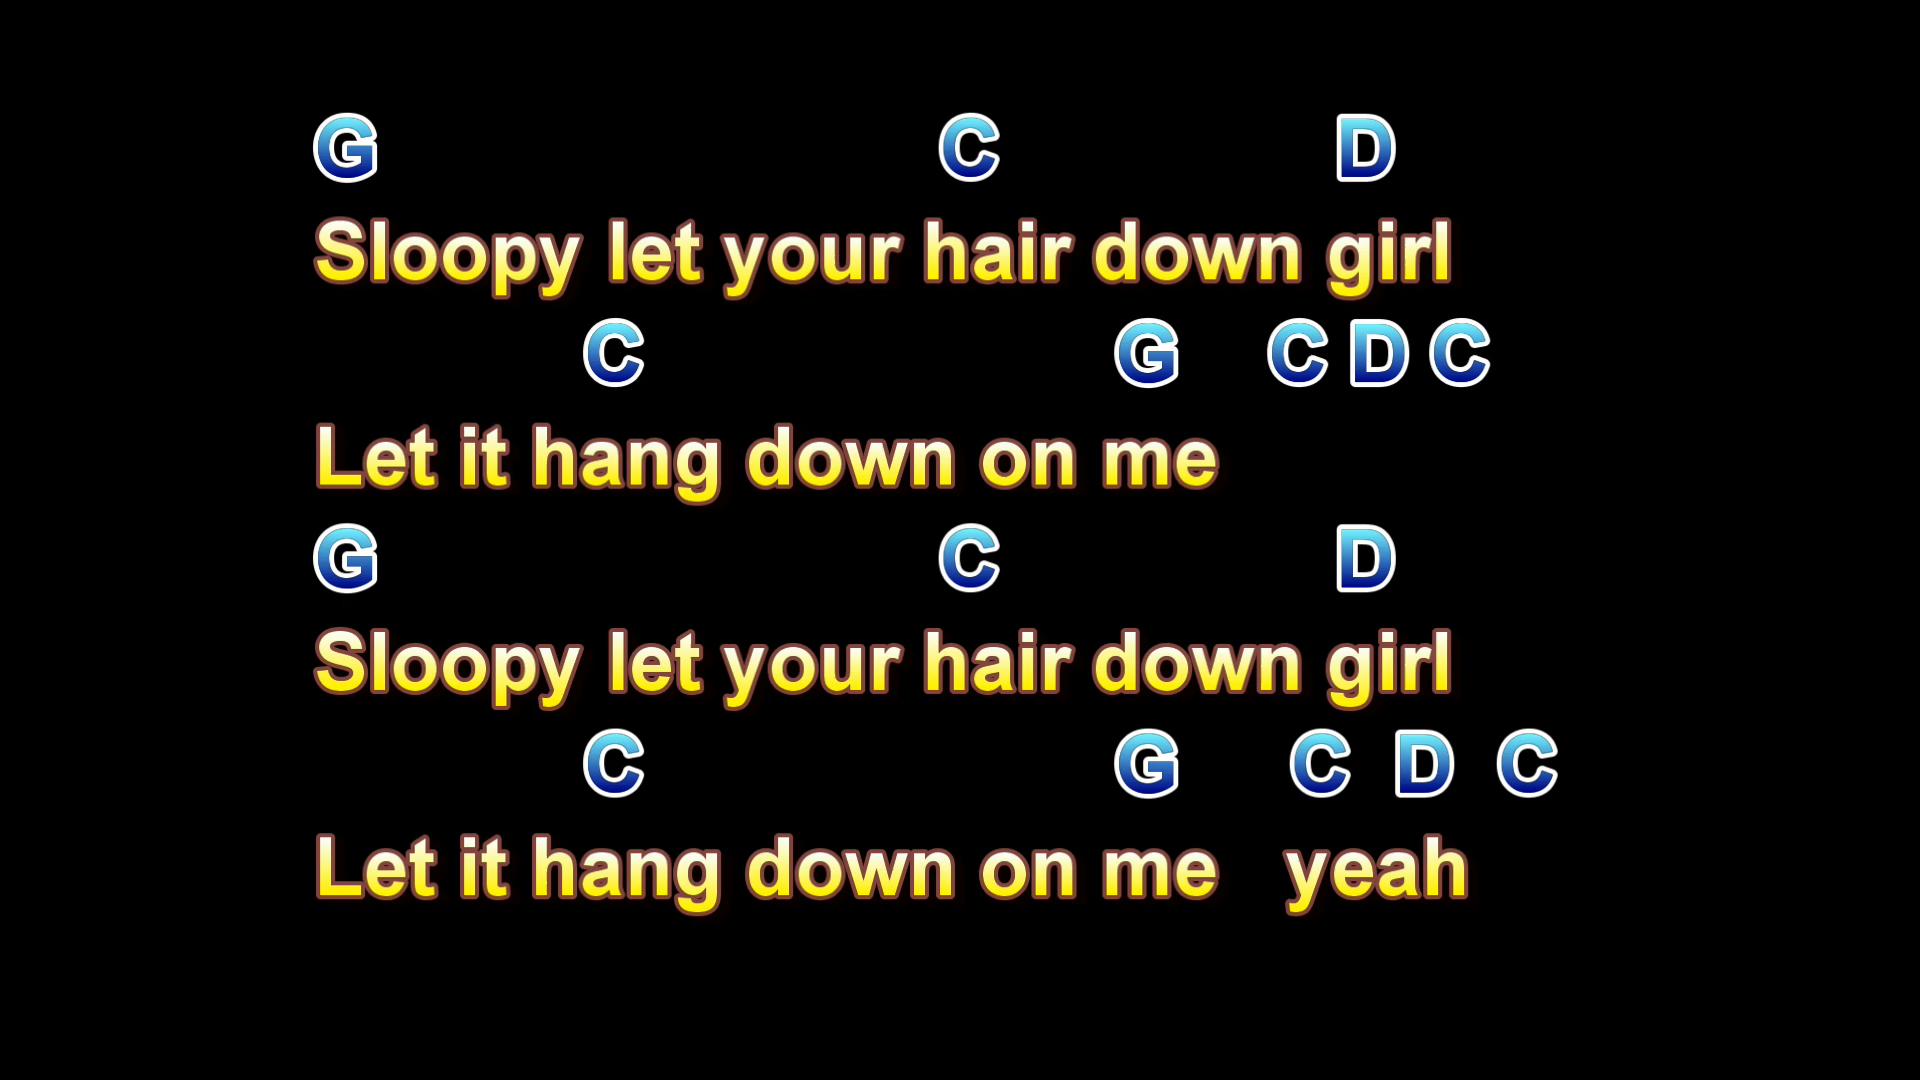 G C D
Sloopy let your hair down girl
C G C D C
Let it hang down on me
G C D
Sloopy let your hair down girl
C G C D C
Let it hang down on me yeah